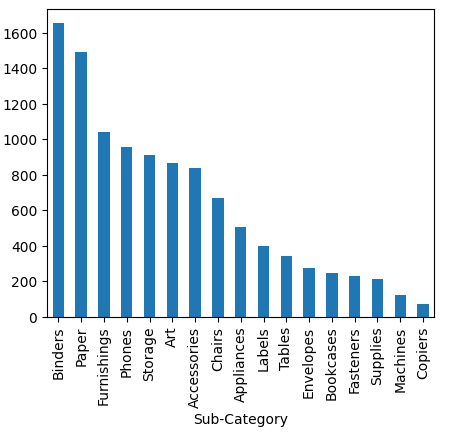 1600
1400
1200
1000
800
600
400
200
0
Binders
Paper
Furnishings
Phones
Storage
Art
Accessories
Chairs
Appliances
Labels
Tables
Envelopes
Bookcases
Fasteners
Supplies
Machines
Copiers
Sub-Category